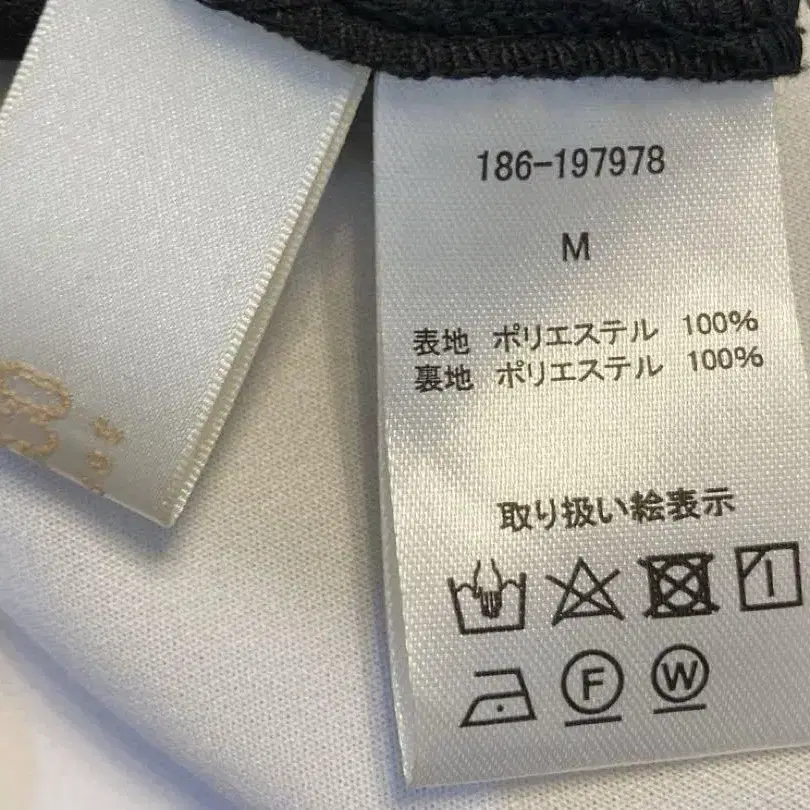 186-197978
M
表地 ポリエステル 100%
裏地 ポリエステル 100%
取り扱い絵表示
F
W